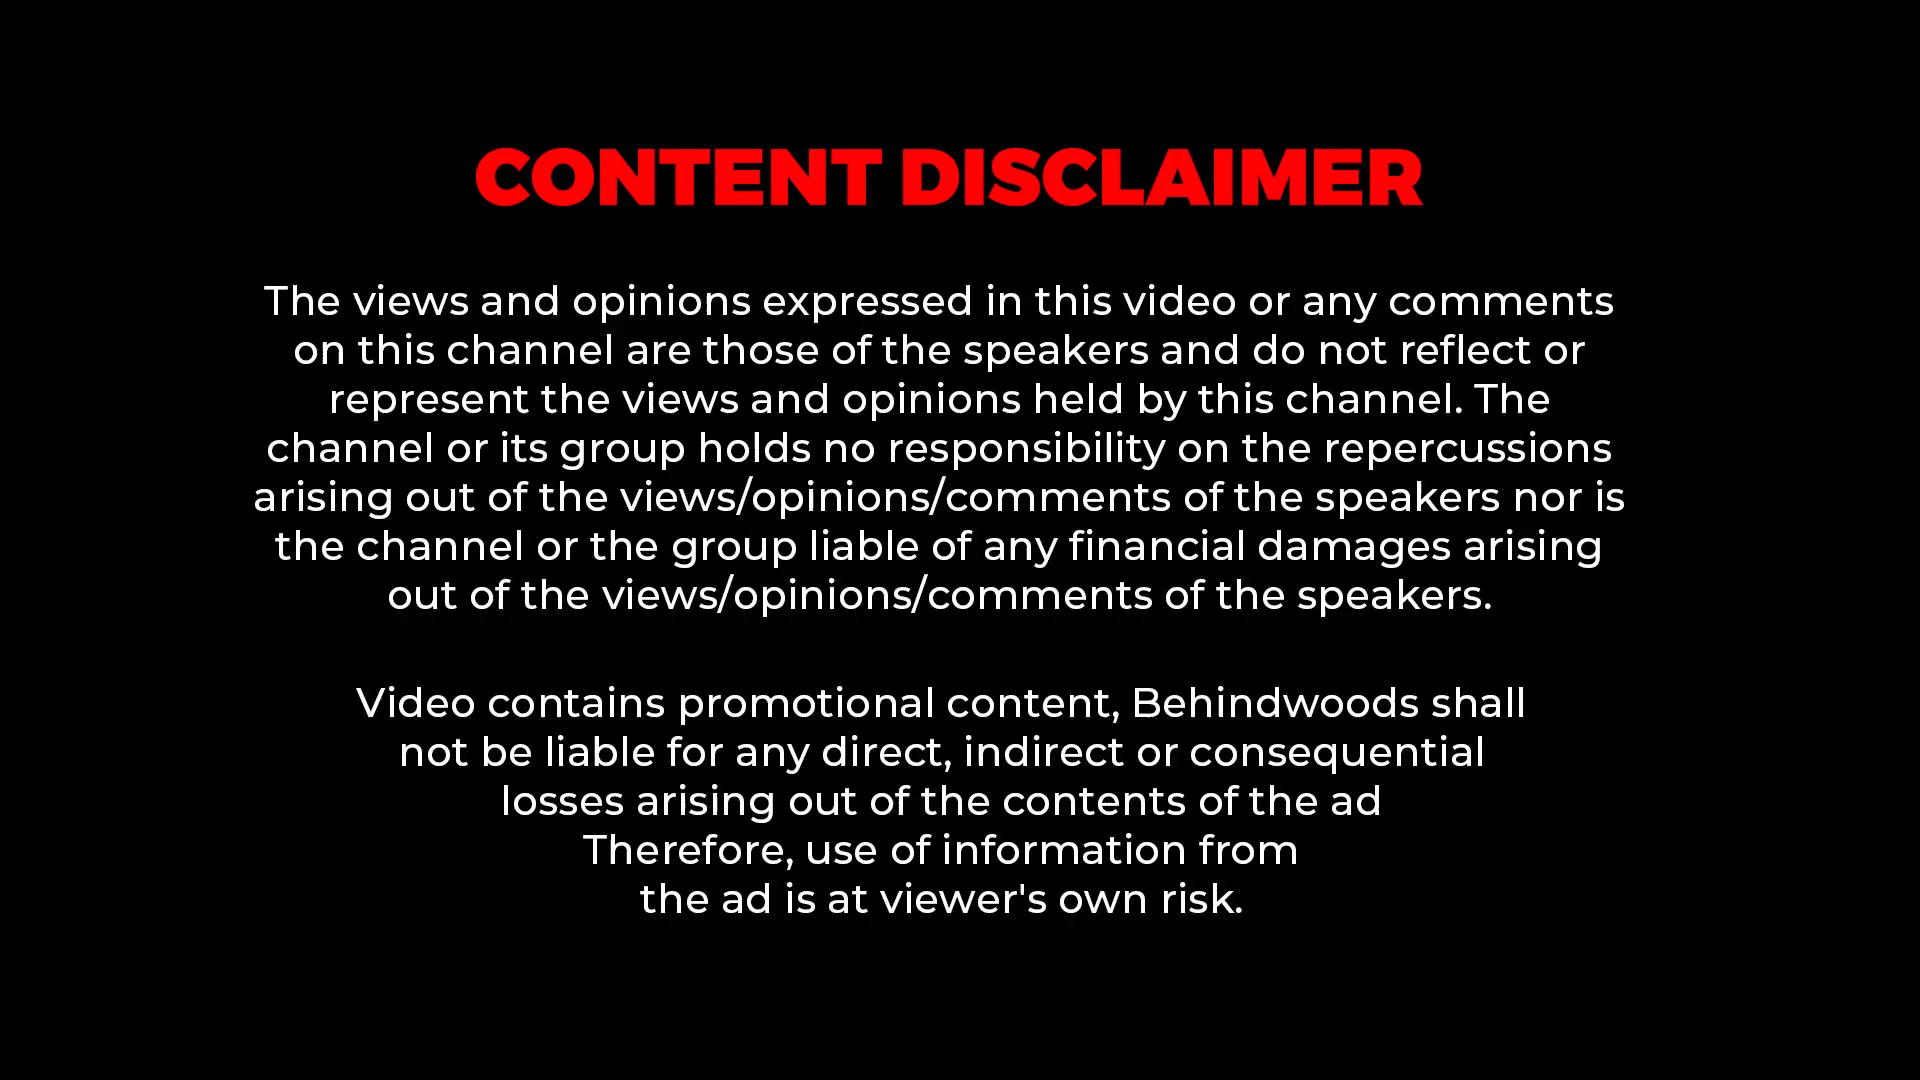 CONTENT DISCLAIMER
The views and opinions expressed in this video or any comments
on this channel are those of the speakers and do not reflect or
represent the views and opinions held by this channel. The
channel or its group holds no responsibility on the repercussions
arising out of the views/opinions/comments of the speakers nor is
the channel or the group liable of any financial damages arising
out of the views/opinions/comments of the speakers.
Video contains promotional content, Behindwoods shall
not be liable for any direct, indirect or consequential
losses arising out of the contents of the ad
Therefore, use of information from
the ad is at viewer's own risk.